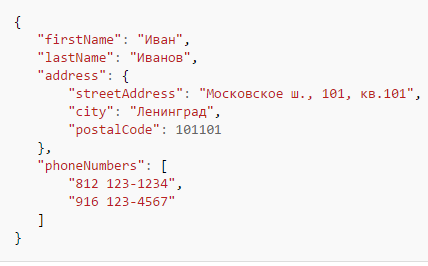 {
   "firstName": "Иван",
   "lastName": "Иванов",
   "address": {
       "streetAddress": "Московское ш., 101, кв.101",
       "city": "Ленинград",
       "postalCode": 101101
   },
   "phoneNumbers": [
       "812 123-1234",
       "916 123-4567"
   ]
}